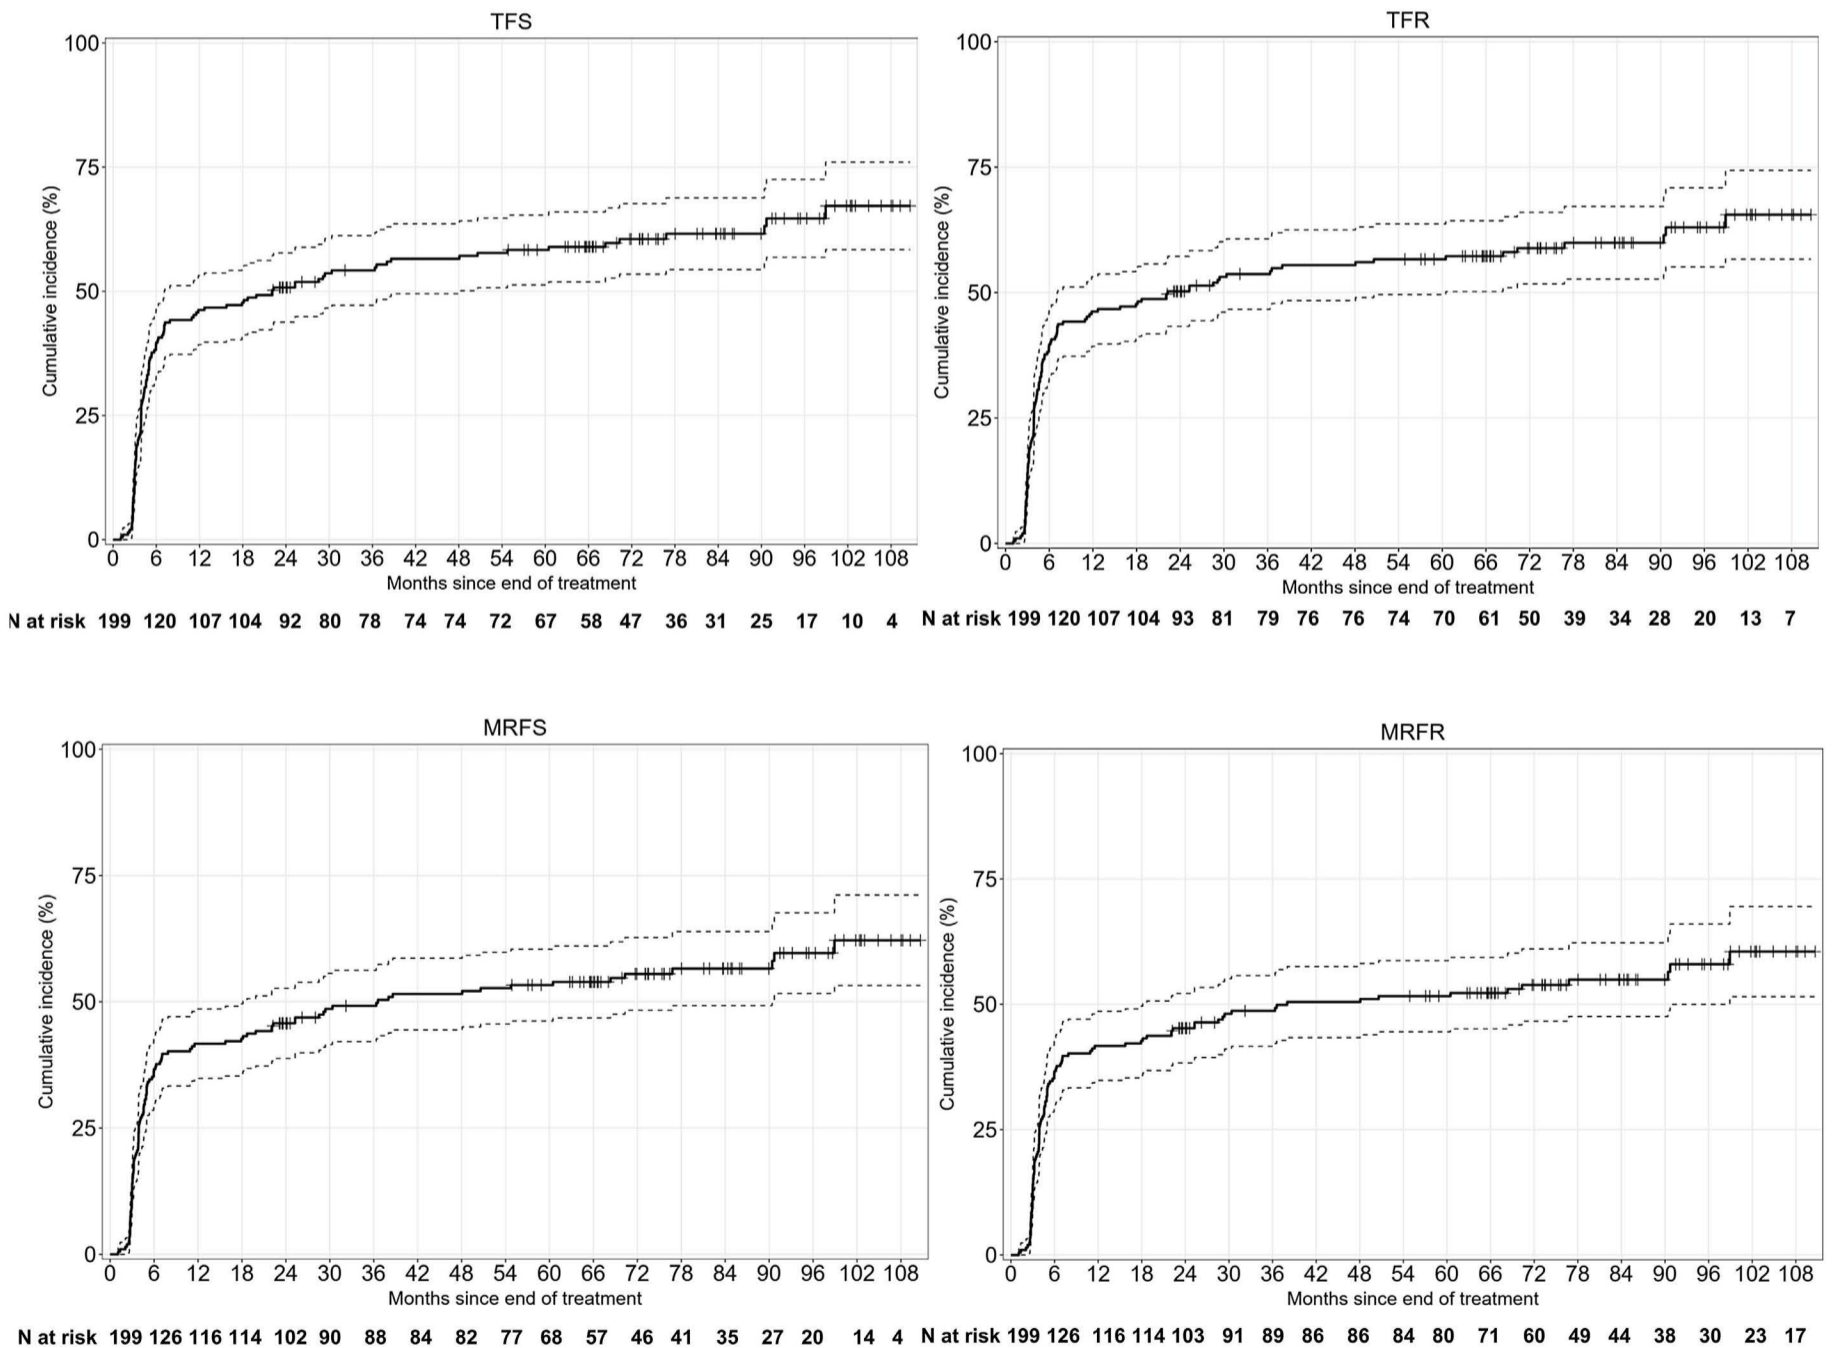 TFS
100
75
50
25
0
Cumulative incidence (%)
0 6 12 18 24 30 36 42 48 54 60 66 72 78 84 90 96 102 108
Months since end of treatment
N at risk 199 120 107 104 92 80 78 74 74 72 67 58 47 36 31 25 17 10 4
TFR
100
75
50
25
0
Cumulative incidence (%)
0 6 12 18 24 30 36 42 48 54 60 66 72 78 84 90 96 102 108
Months since end of treatment
N at risk 199 120 107 104 93 81 79 76 76 74 70 61 50 39 34 28 20 13 7
MRFS
100
75
50
25
0
Cumulative incidence (%)
0 6 12 18 24 30 36 42 48 54 60 66 72 78 84 90 96 102 108
Months since end of treatment
N at risk 199 126 116 114 102 90 88 84 82 77 68 57 46 41 35 27 20 14 4
MRFR
100
75
50
25
0
Cumulative incidence (%)
0 6 12 18 24 30 36 42 48 54 60 66 72 78 84 90 96 102 108
Months since end of treatment
N at risk 199 126 116 114 103 91 89 86 86 84 80 71 60 49 44 38 30 23 17